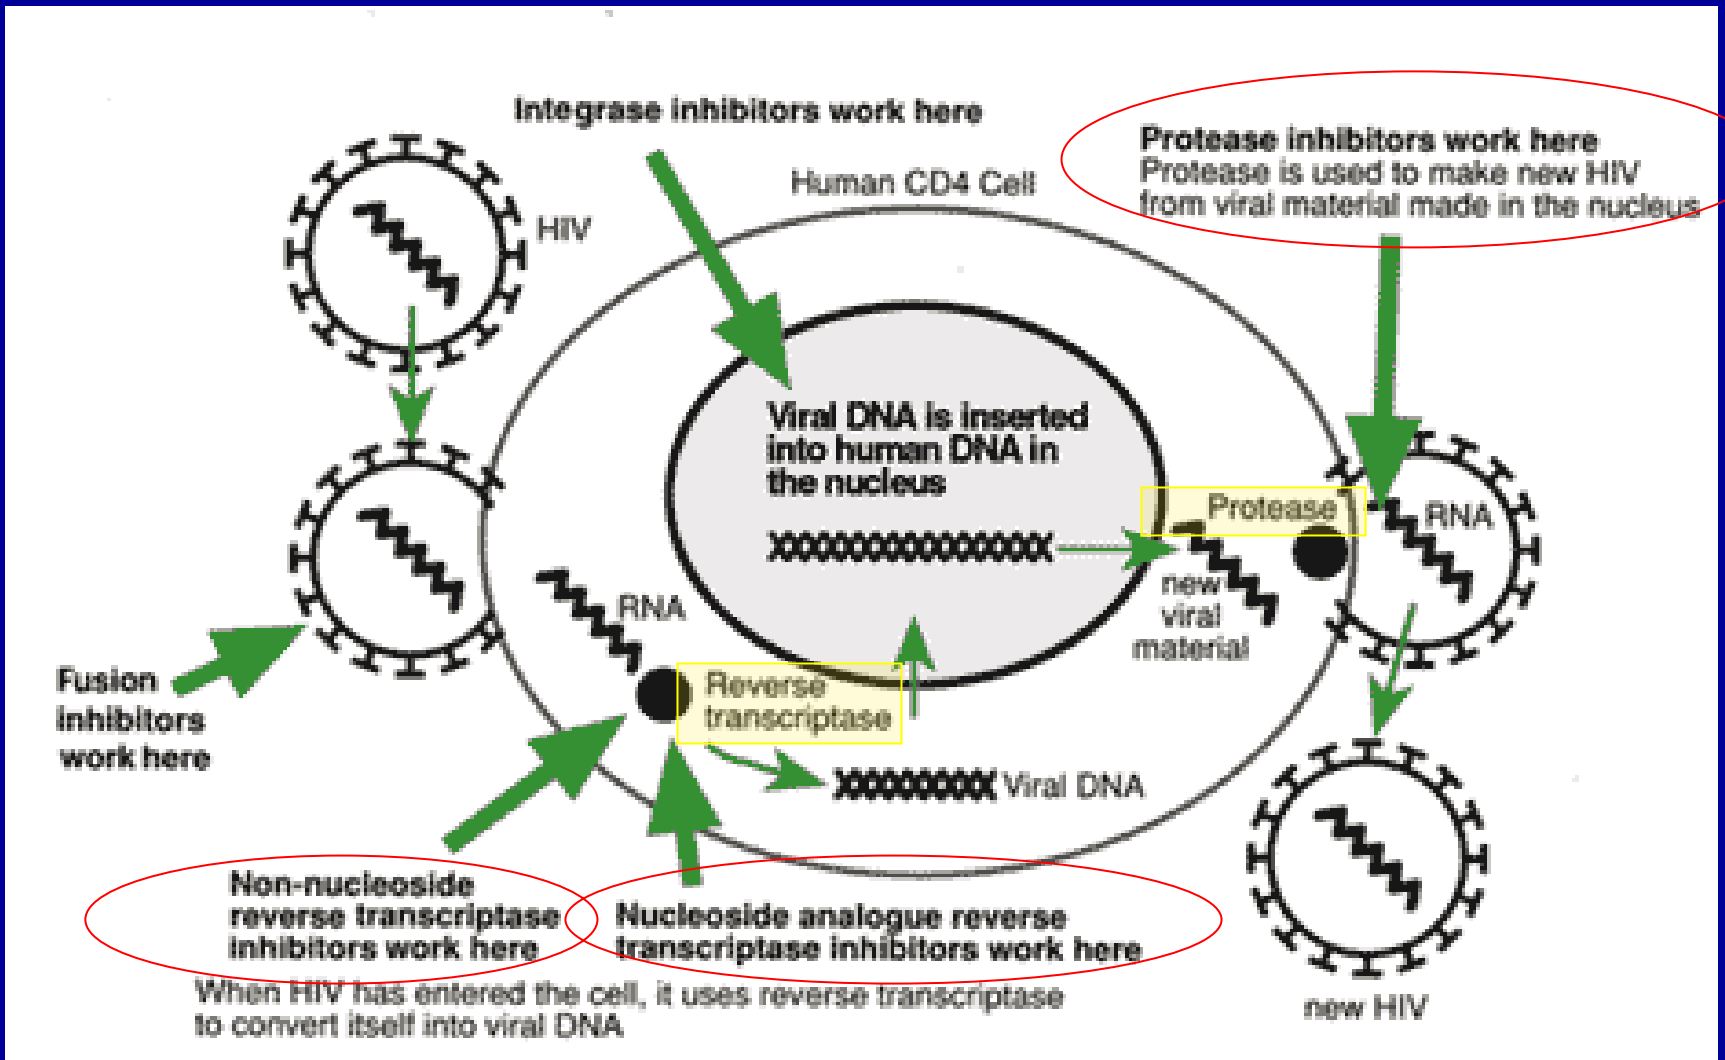 Integrase inhibitors work here
Protease inhibitors work here
Protease is used to make new HIV
from viral material made in the nucleus
Human CD4 Cell
HIV
Viral DNA is inserted
into human DNA in
the nucleus
Protease
RNA
new
viral
material
RNA
Reverse
transcriptase
Fusion
inhibitors
work here
Viral DNA
Non-nucleoside
reverse transcriptase
inhibitors work here
Nucleoside analogue reverse
transcriptase inhibitors work here
When HIV has entered the cell, it uses reverse transcriptase
to convert itself into viral DNA
new HIV